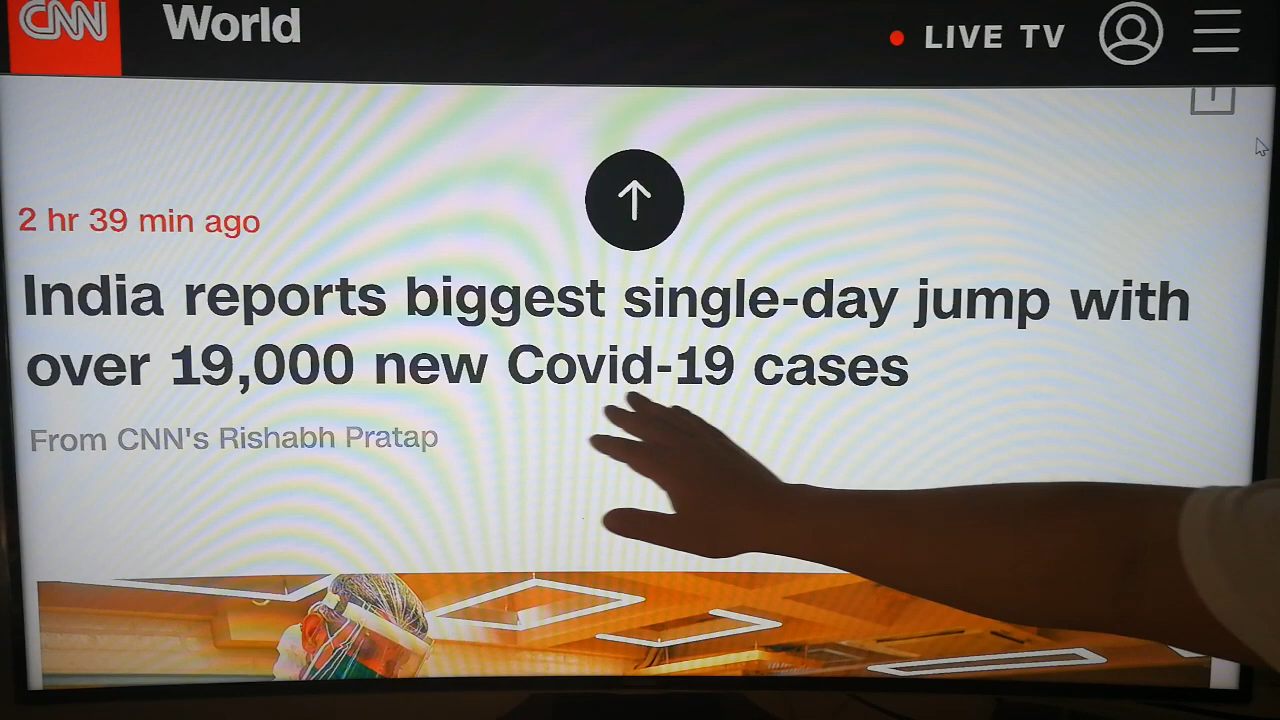 CNN World LIVE TV
2 hr 39 min ago
India reports biggest single-day jump with
over 19,000 new Covid-19 cases
From CNN's Rishabh Pratap